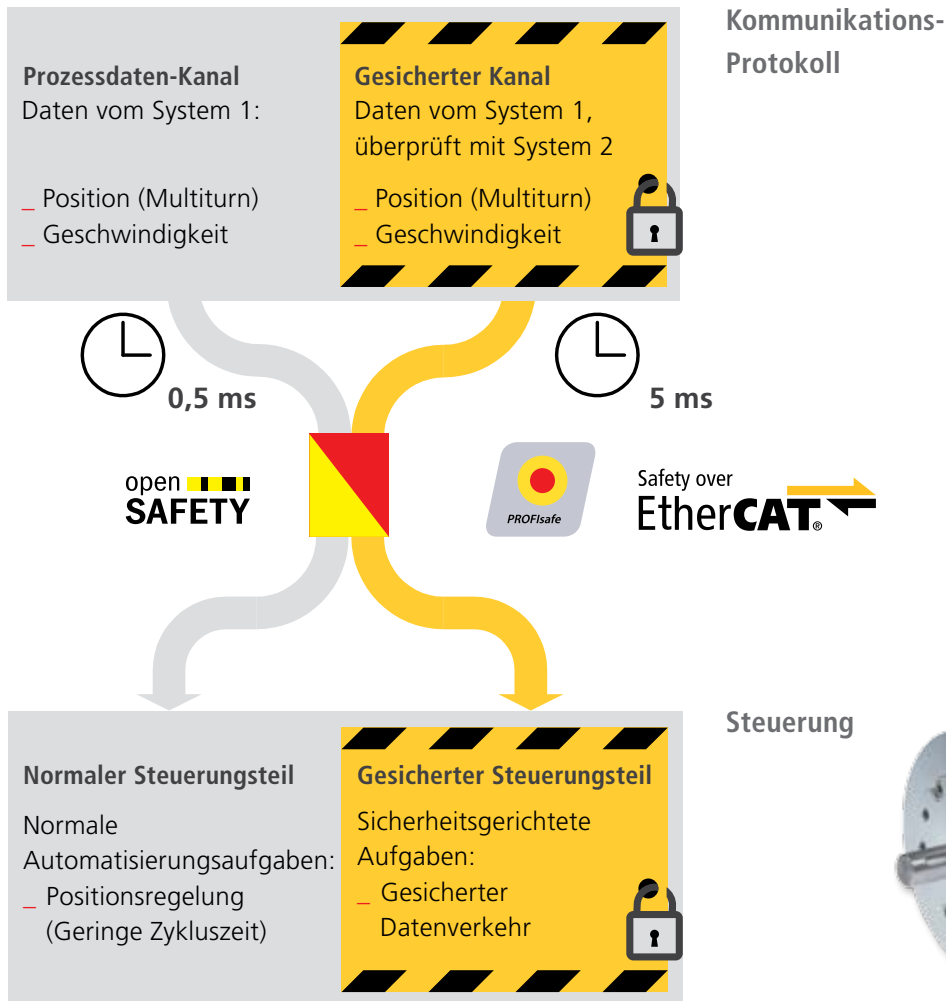 Kommunikations-
Protokoll
Prozessdaten-Kanal
Daten vom System 1:
_ Position (Multiturn)
_ Geschwindigkeit
Gesicherter Kanal
Daten vom System 1,
überprüft mit System 2
_ Position (Multiturn)
_ Geschwindigkeit
0,5 ms
5 ms
open
SAFETY
PROFIsafe
Safety over
EtherCAT®
Steuerung
Normaler Steuerungsteil
Normale
Automatisierungsaufgaben:
_ Positionsregelung
(Geringe Zykluszeit)
Gesicherter Steuerungsteil
Sicherheitsgerichtete
Aufgaben:
_ Gesicherter
Datenverkehr